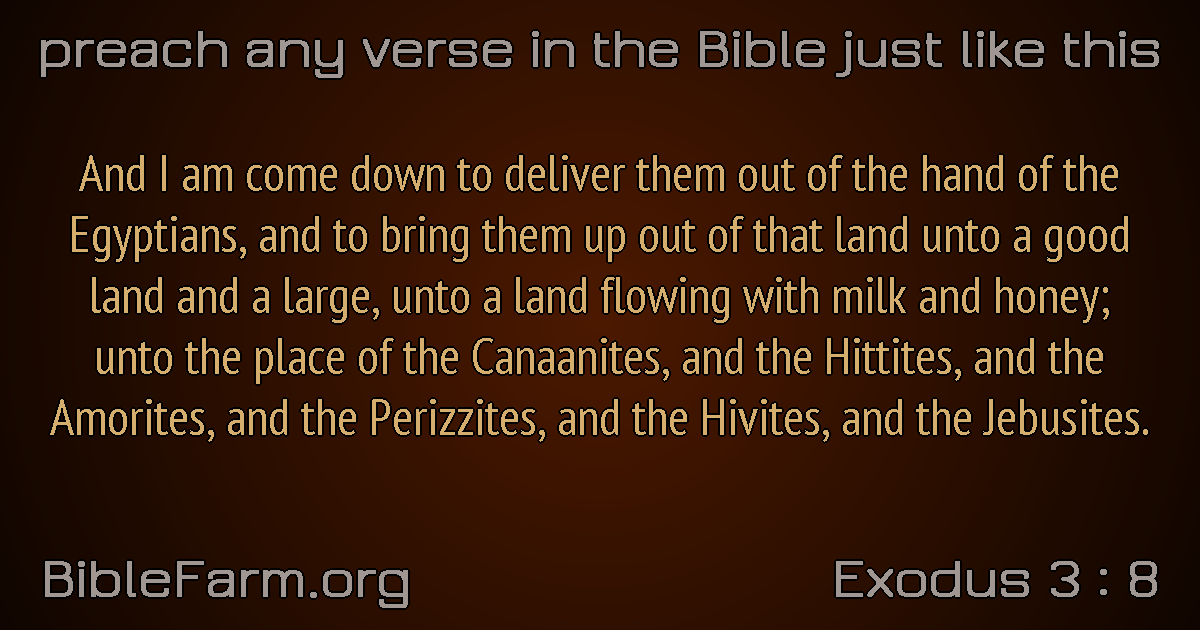 preach any verse in the Bible just like this
And I am come down to deliver them out of the hand of the
Egyptians, and to bring them up out of that land unto a good
land and a large, unto a land flowing with milk and honey;
unto the place of the Canaanites, and the Hittites, and the
Amorites, and the Perizzites, and the Hivites, and the Jebusites.
BibleFarm.org
Exodus 3 : 8